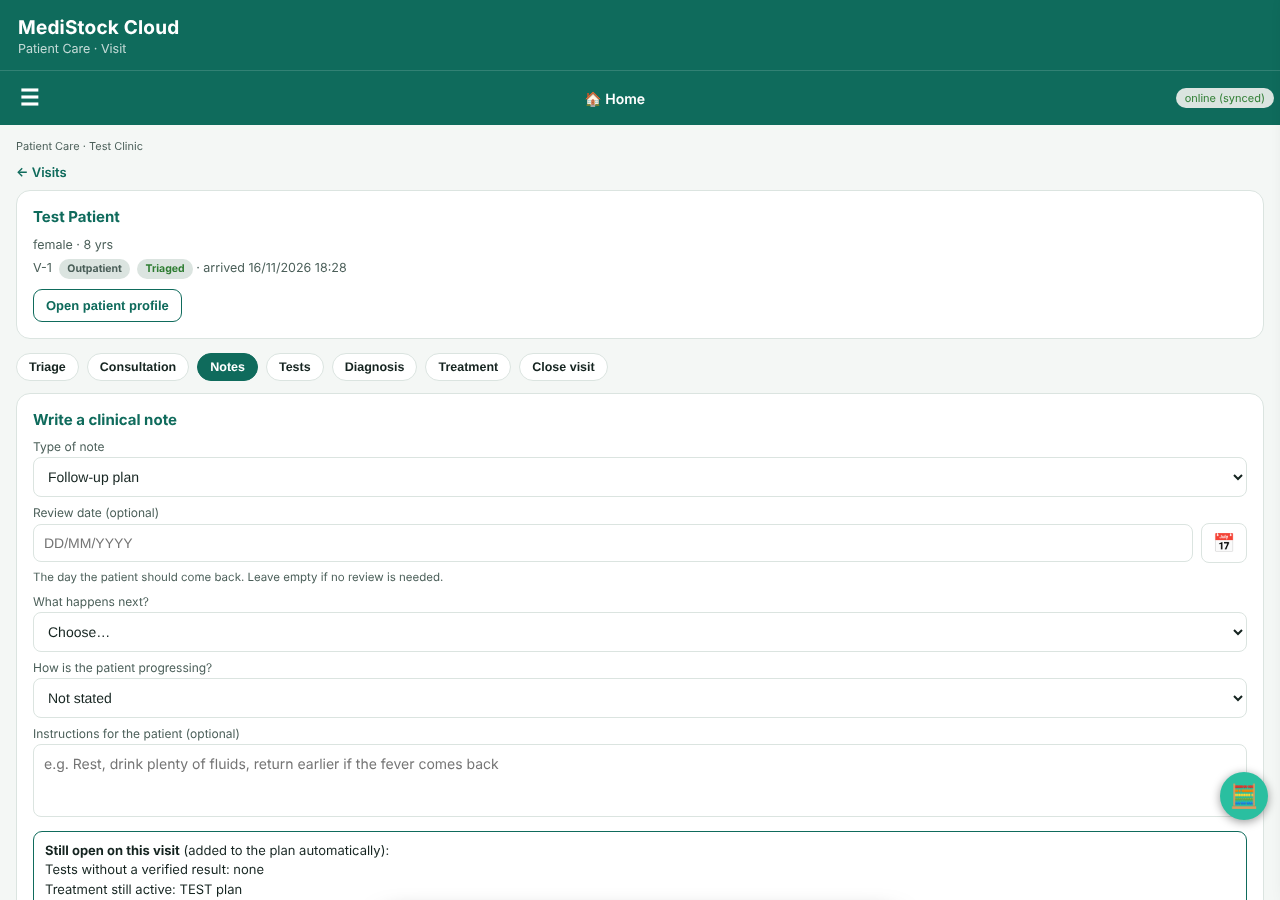 MediStock Cloud
Patient Care · Visit
☰
🏠 Home
online (synced)
Patient Care · Test Clinic
← Visits
Test Patient
female · 8 yrs
V-1 Outpatient Triaged · arrived 16/11/2026 18:28
Open patient profile
Triage Consultation Notes Tests Diagnosis Treatment Close visit
Write a clinical note
Type of note
Follow-up plan
Review date (optional)
DD/MM/YYYY
The day the patient should come back. Leave empty if no review is needed.
What happens next?
Choose…
How is the patient progressing?
Not stated
Instructions for the patient (optional)
e.g. Rest, drink plenty of fluids, return earlier if the fever comes back
Still open on this visit (added to the plan automatically):
Tests without a verified result: none
Treatment still active: TEST plan